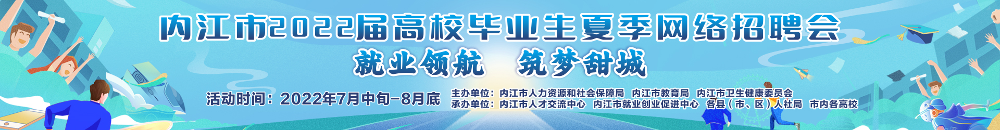 内江市2022届高校毕业生夏季网络招聘会
就业领航 筑梦甜城
活动时间：2022年7月中旬-8月底
主办单位：内江市人力资源和社会保障局 内江市教育局 内江市卫生健康委员会
承办单位：内江市人才交流中心 内江市就业创业促进中心 各县（市、区）人社局 市内各高校